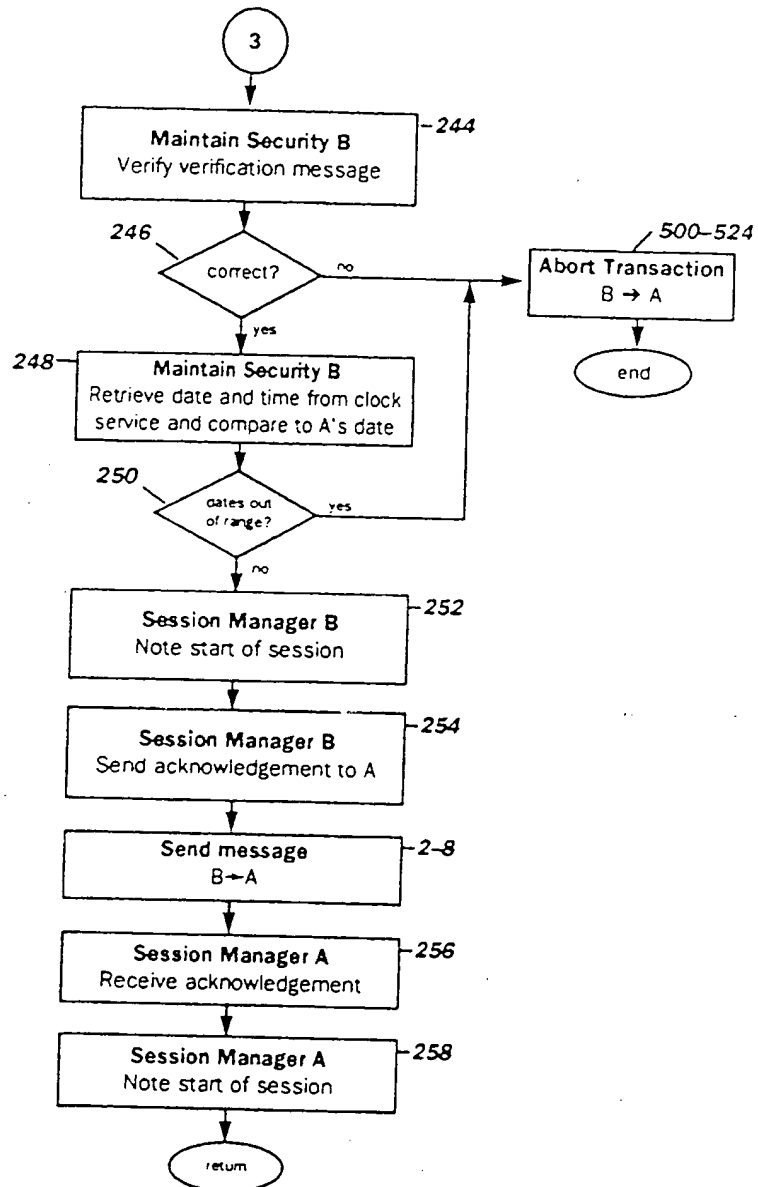 3
Maintain Security B
Verify verification message
244
246
correct?
no
yes
500-524
Abort Transaction
B → A
end
248
Maintain Security B
Retrieve date and time from clock
service and compare to A's date
250
dates out
of range?
yes
no
Session Manager B
Note start of session
252
Session Manager B
Send acknowledgement to A
254
Send message
B→A
2-8
Session Manager A
Receive acknowledgement
256
Session Manager A
Note start of session
258
return